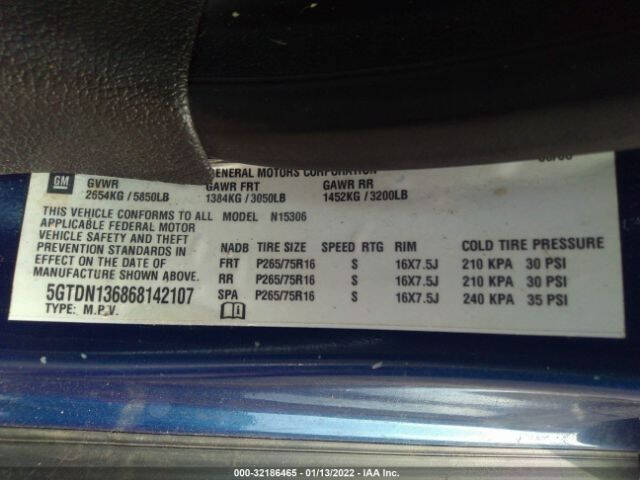 GENERAL MOTORS CORPORATION
GM GVWR GAWR FRT GAWR RR
2654KG / 5850LB 1384KG / 3050LB 1452KG / 3200LB
THIS VEHICLE CONFORMS TO ALL MODEL N15306
APPLICABLE FEDERAL MOTOR
VEHICLE SAFETY AND THEFT
PREVENTION STANDARDS IN
EFFECT ON THE DATE OF
MANUFACTURE SHOWN ABOVE.
5GTDN136868142107
TYPE: M.P.V.
NADB TIRE SIZE SPEED RTG RIM COLD TIRE PRESSURE
FRT P265/75R16 S 16X7.5J 210 KPA 30 PSI
RR P265/75R16 S 16X7.5J 210 KPA 30 PSI
SPA P265/75R16 S 16X7.5J 240 KPA 35 PSI
000-32186465 - 01/13/2022 - IAA Inc.